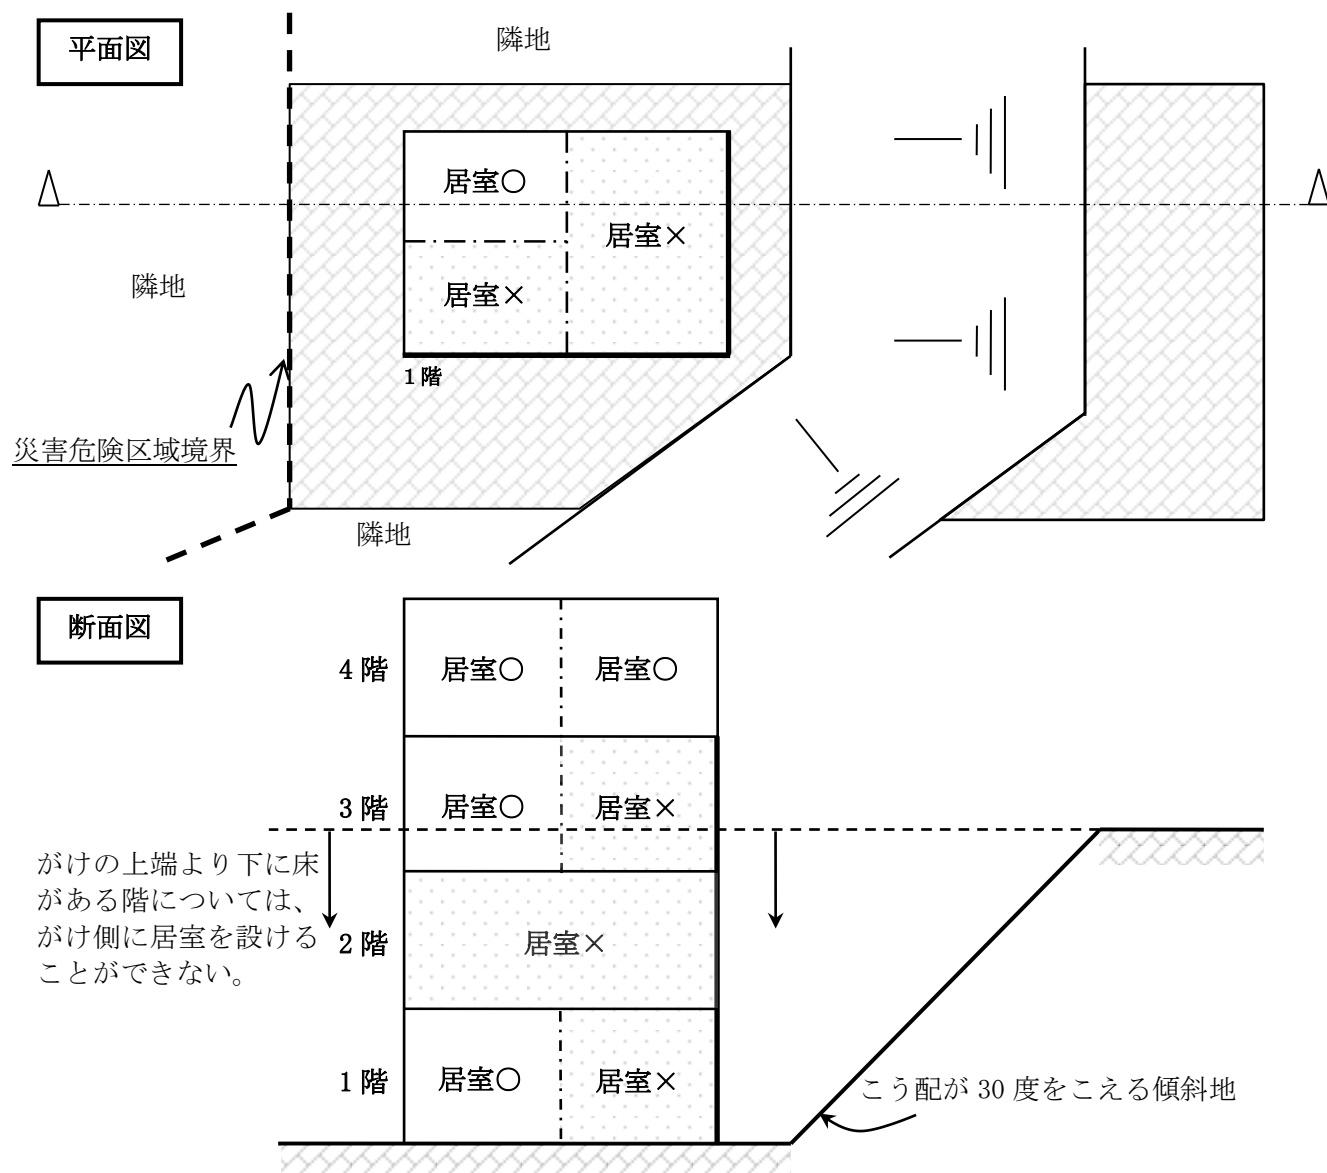 平面図
隣地
居室○
居室×
隣地
居室×
1階
災害危険区域境界
隣地
断面図
4階
居室○
居室○
3階
居室○
居室×
がけの上端より下に床
がある階については、
がけ側に居室を設ける
ことができない。
2階
居室×
1階
居室○
居室×
こう配が 30 度をこえる傾斜地